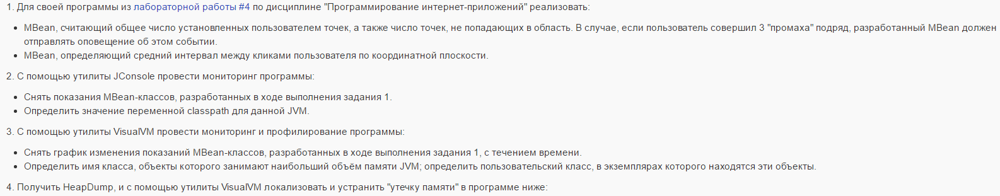 1. Для своей программы из лабораторной работы #4 по дисциплине "Программирование интернет-приложений" реализовать:
• MBean, считающий общее число установленных пользователем точек, а также число точек, не попадающих в область. В случае, если пользователь совершил 3 "промаха" подряд, разработанный MBean должен
отправлять оповещение об этом событии.
• MBean, определяющий средний интервал между кликами пользователя по координатной плоскости.
2. С помощью утилиты JConsole провести мониторинг программы:
• Снять показания MBean-классов, разработанных в ходе выполнения задания 1.
• Определить значение переменной classpath для данной JVM.
3. С помощью утилиты VisualVM провести мониторинг и профилирование программы:
• Снять график изменения показаний MBean-классов, разработанных в ходе выполнения задания 1, с течением времени.
• Определить имя класса, объекты которого занимают наибольший объём памяти JVM; определить пользовательский класс, в экземплярах которого находятся эти объекты.
4. Получить HeapDump, и с помощью утилиты VisualVM локализовать и устранить "утечку памяти" в программе ниже: